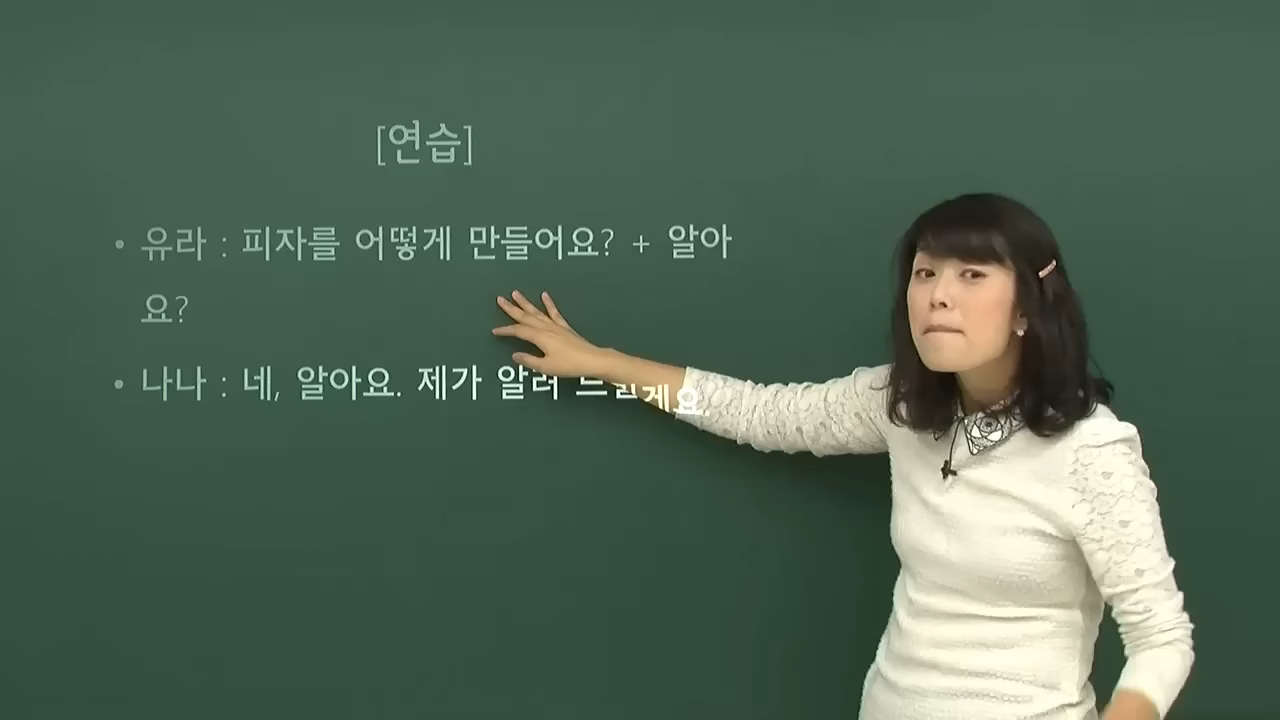 [연습]
• 유라 : 피자를 어떻게 만들어요? + 알아
요?
• 나나 : 네, 알아요. 제가 알려 드릴게요.